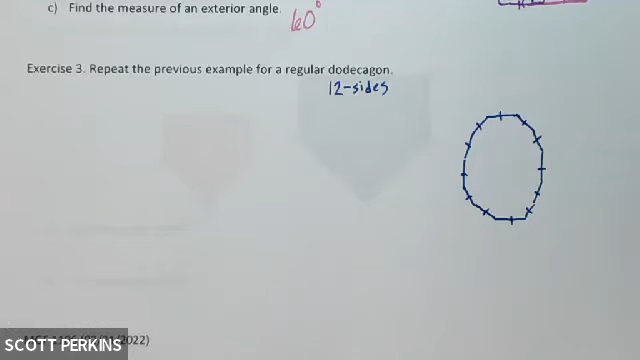 c) Find the measure of an exterior angle. 60°
Exercise 3. Repeat the previous example for a regular dodecagon.
12-sides
2022)
SCOTT PERKINS